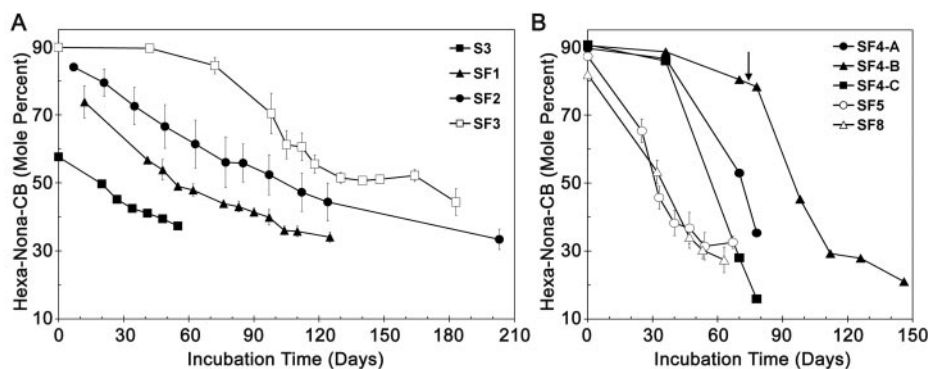 A
B
Hexa-Nona-CB (Mole Percent)
90
70
50
30
10
S3
SF1
SF2
SF3
0 30 60 90 120 150 180 210
Incubation Time (Days)
Hexa-Nona-CB (Mole Percent)
90
70
50
30
10
SF4-A
SF4-B
SF4-C
SF5
SF8
0 30 60 90 120 150
Incubation Time (Days)